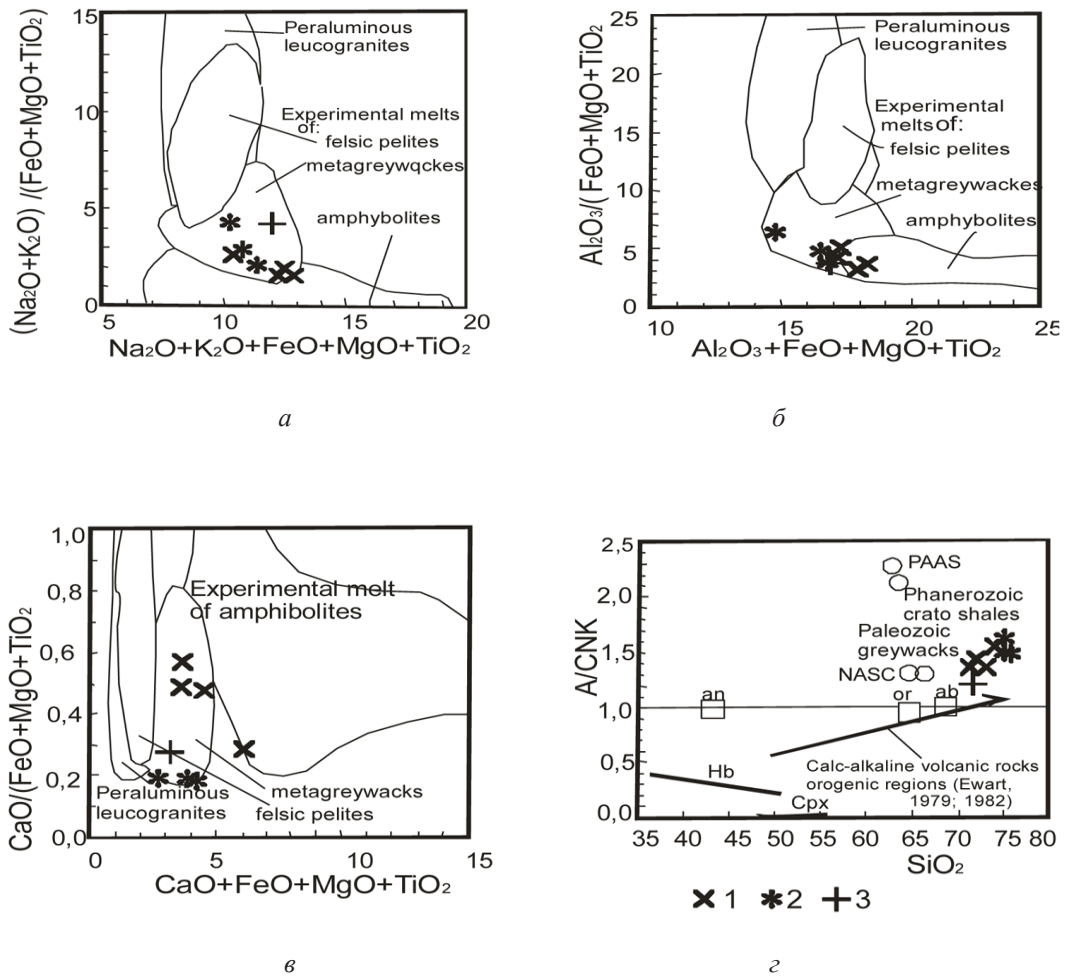 15
10
5
0
5
10
15
20
(Na₂O+K₂O) /(FeO+MgO+TiO₂
Na₂O+K₂O+FeO+MgO+TiO₂
Peraluminous
leucogranites
Experimental melts
of:
felsic pelites
metagreywqckes
amphybolites
а
25
20
15
10
5
0
10
15
20
25
Al₂O₃/(FeO+MgO+TiO₂
Al₂O₃+FeO+MgO+TiO₂
Peraluminous
leucogranites
Experimental
melts of:
felsic pelites
metagreywackes
amphybolites
б
1,0
0,8
0,6
0,4
0,2
0,0
0
5
10
15
CaO/(FeO+MgO+TiO₂
CaO+FeO+MgO+TiO₂
Experimental melt
of amphibolites
Peraluminous
leucogranites
metagreywacks
felsic pelites
в
2,5
2,0
1,5
1,0
0,5
0,0
35
40
50
60
65
70
75
80
A/CNK
SiO₂
PAAS
Phanerozoic
crato shales
Paleozoic
greywacks
NASC
an
or
ab
Hb
Cpx
Calc-alkaline volcanic rocks
orogenic regions (Ewart,
1979; 1982)
1
2
3
г